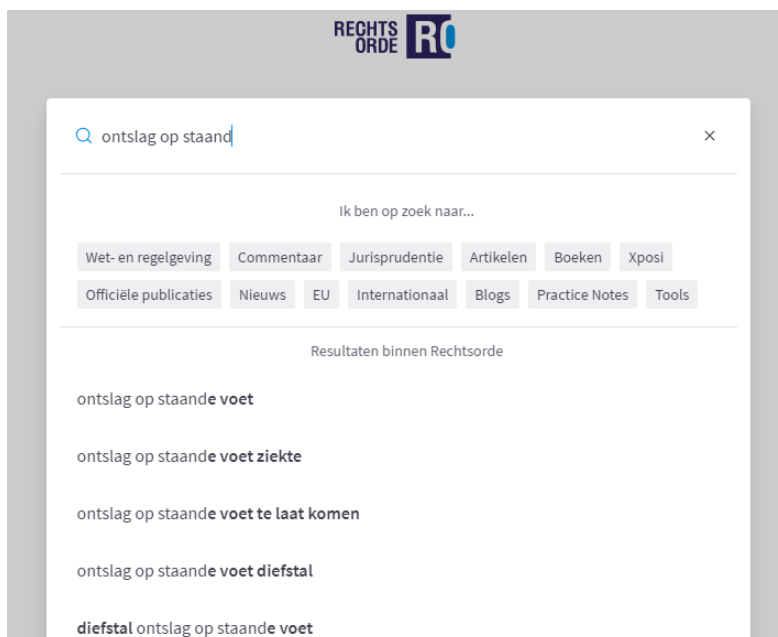 RECHTS
ORDE RO
ontslag op staand
Ik ben op zoek naar...
Wet- en regelgeving Commentaar Jurisprudentie Artikelen Boeken Xposi
Officiële publicaties Nieuws EU Internationaal Blogs Practice Notes Tools
Resultaten binnen Rechtsorde
ontslag op staande voet
ontslag op staande voet ziekte
ontslag op staande voet te laat komen
ontslag op staande voet diefstal
diefstal ontslag op staande voet